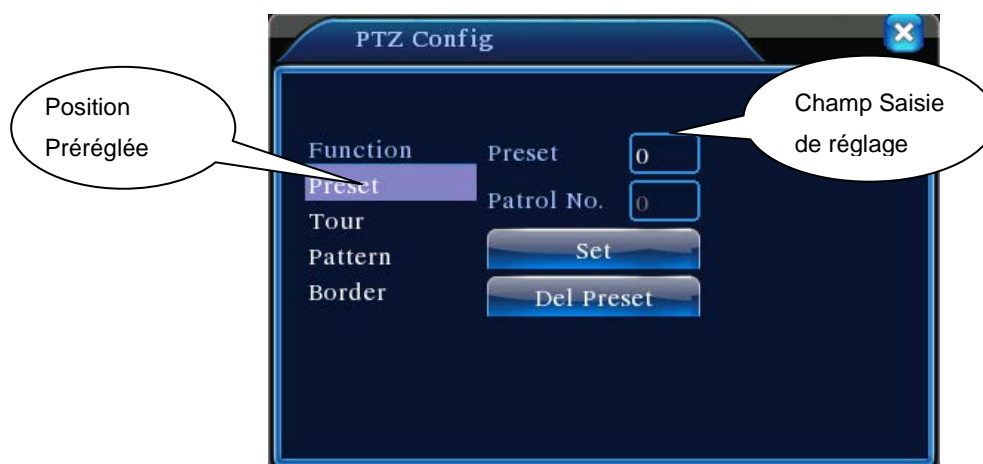 PTZ Config
Position
Préréglée
Champ Saisie
de réglage
Function
Preset
Tour
Pattern
Border
Preset 0
Patrol No. 0
Set
Del Preset